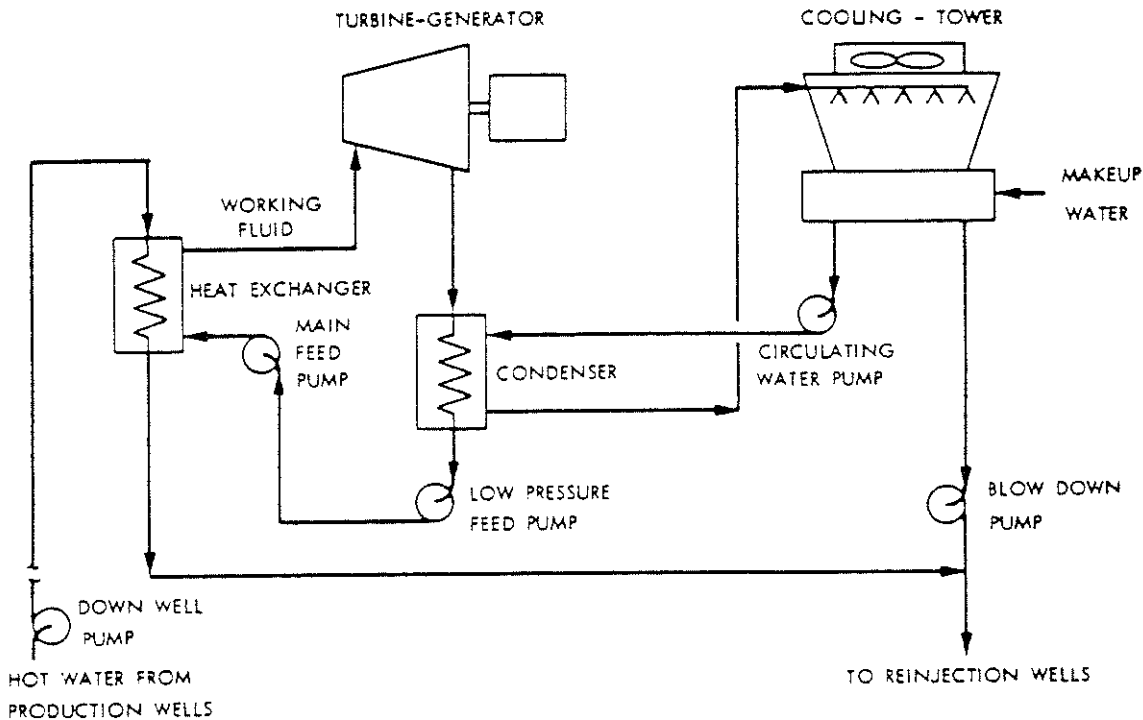 TURBINE-GENERATOR
COOLING - TOWER
MAKEUP
WATER
WORKING
FLUID
HEAT EXCHANGER
MAIN
FEED
PUMP
CONDENSER
CIRCULATING
WATER PUMP
LOW PRESSURE
FEED PUMP
BLOW DOWN
PUMP
DOWN WELL
PUMP
HOT WATER FROM
PRODUCTION WELLS
TO REINJECTION WELLS